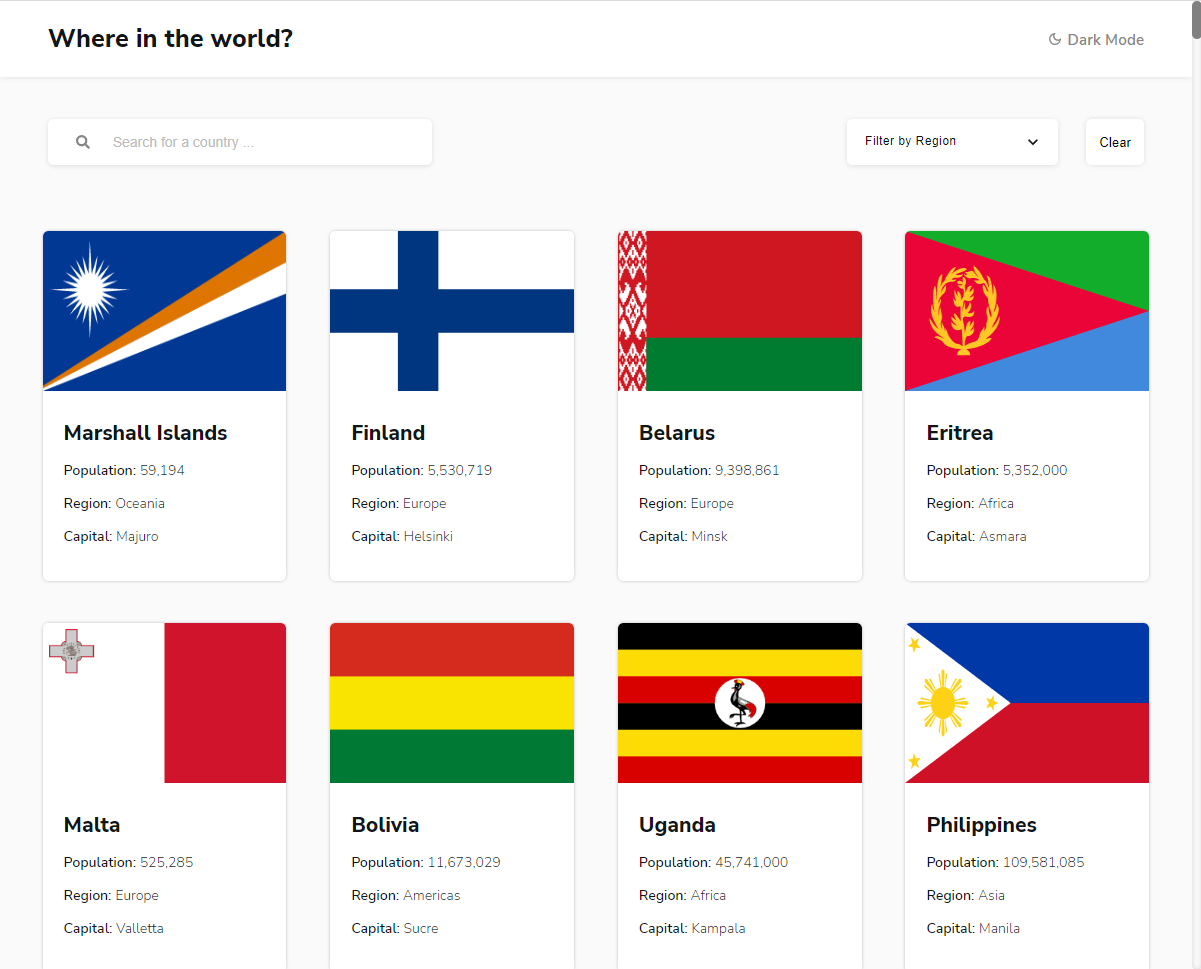 Where in the world?
Dark Mode
Search for a country ...
Filter by Region
Clear
Marshall Islands
Population: 59,194
Region: Oceania
Capital: Majuro
Finland
Population: 5,530,719
Region: Europe
Capital: Helsinki
Belarus
Population: 9,398,861
Region: Europe
Capital: Minsk
Eritrea
Population: 5,352,000
Region: Africa
Capital: Asmara
Malta
Population: 525,285
Region: Europe
Capital: Valletta
Bolivia
Population: 11,673,029
Region: Americas
Capital: Sucre
Uganda
Population: 45,741,000
Region: Africa
Capital: Kampala
Philippines
Population: 109,581,085
Region: Asia
Capital: Manila